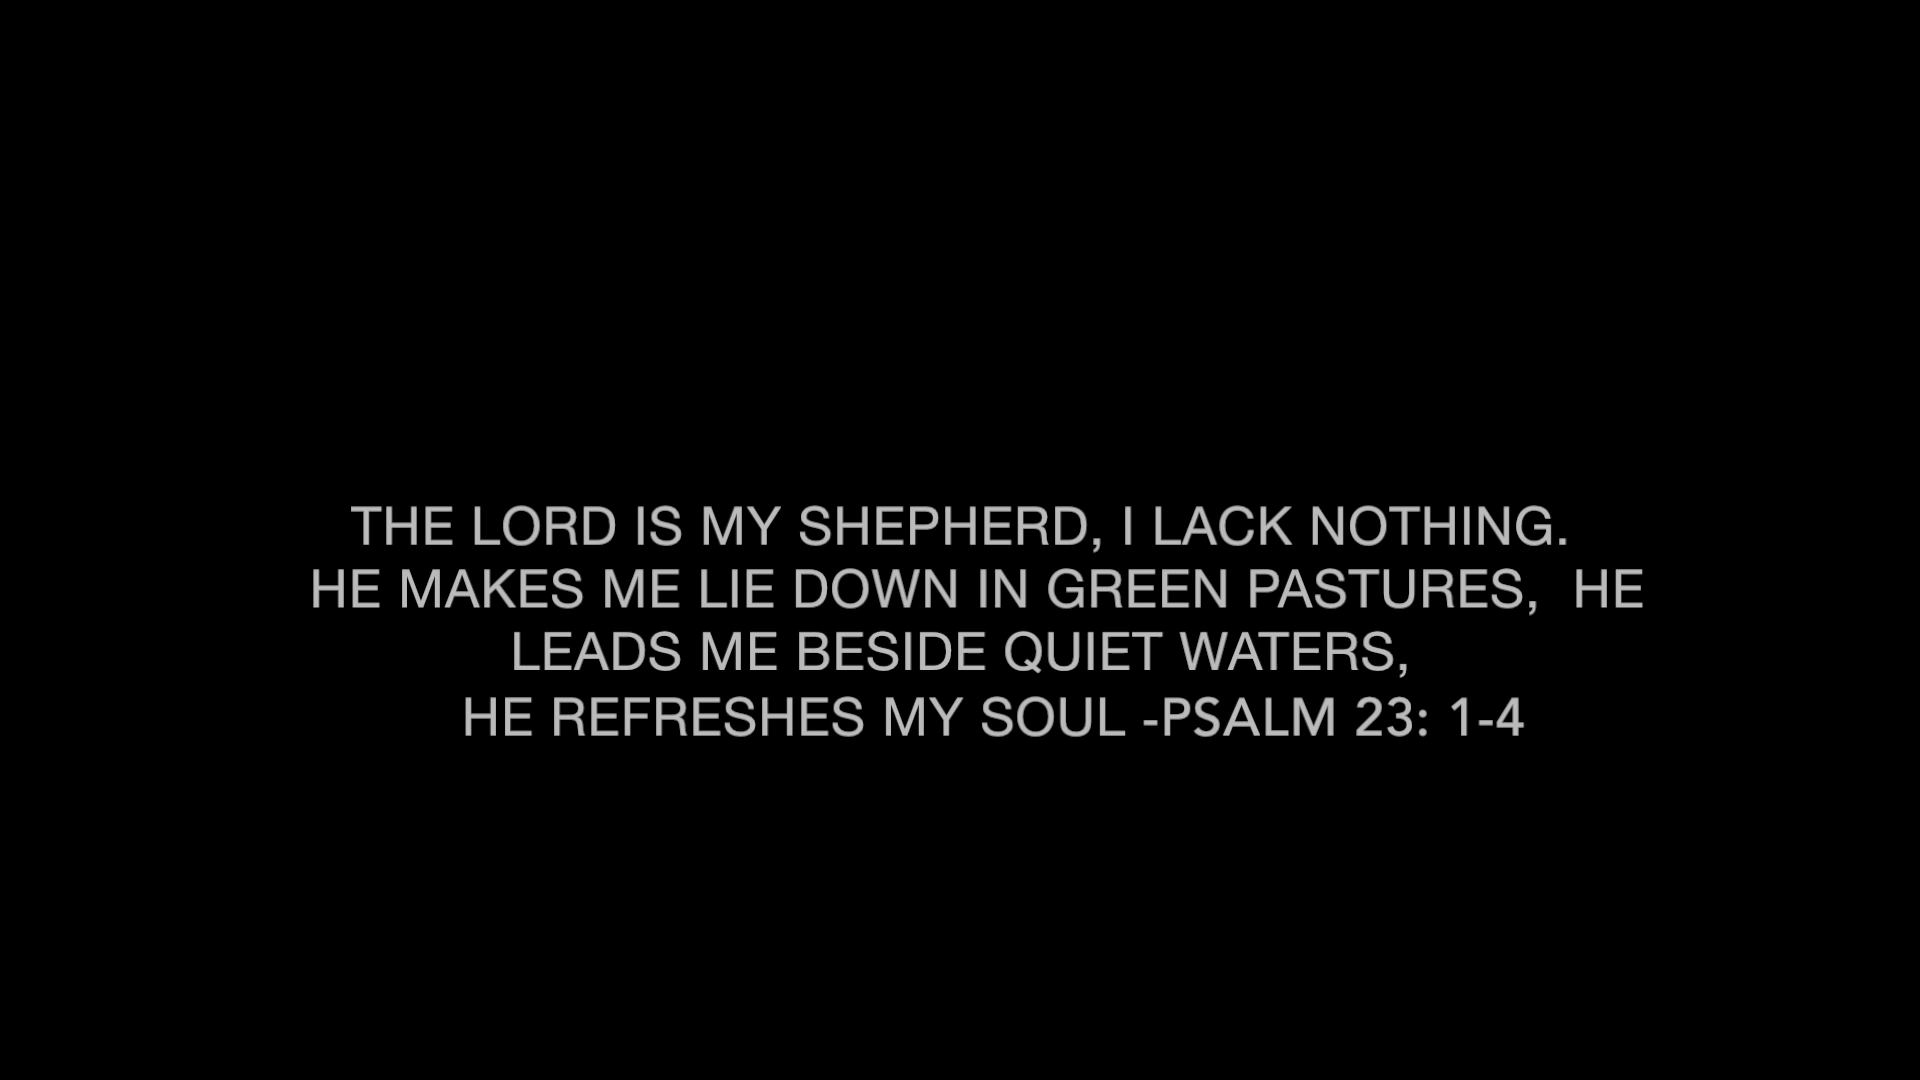 THE LORD IS MY SHEPHERD, I LACK NOTHING.
HE MAKES ME LIE DOWN IN GREEN PASTURES,  HE
LEADS ME BESIDE QUIET WATERS,
HE REFRESHES MY SOUL -PSALM 23: 1-4